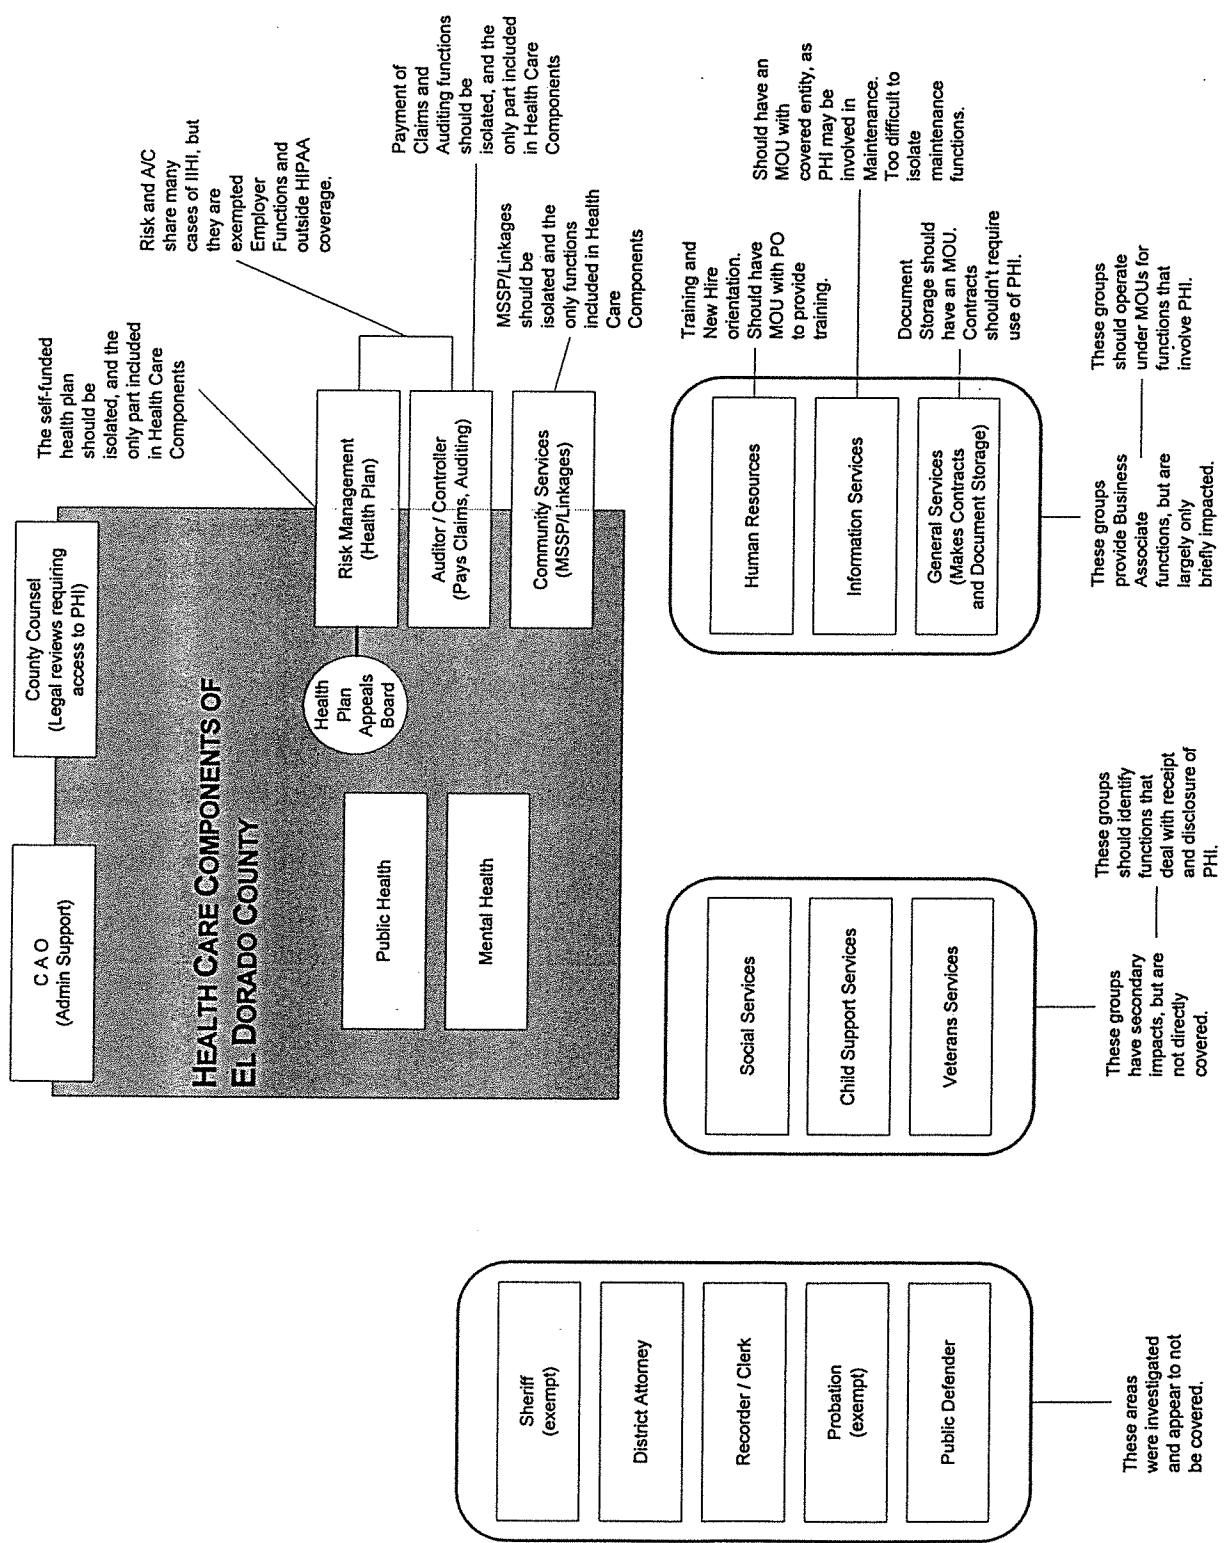 C A O
(Admin Support)
County Counsel
(Legal reviews requiring
access to PHI)
HEALTH CARE COMPONENTS OF
EL DORADO COUNTY
Public Health
Mental Health
Health
Plan
Appeals
Board
Risk Management
(Health Plan)
Auditor / Controller
(Pays Claims, Auditing)
Community Services
(MSSP/Linkages)
The self-funded
health plan
should be
isolated, and the
only part included
in Health Care
Components
Risk and A/C
share many
cases of IIHI, but
they are
exempted
Employer
Functions and
outside HIPAA
coverage.
Payment of
Claims and
Auditing functions
should be
isolated, and the
only part included
in Health Care
Components
MSSP/Linkages
should be
isolated and the
only functions
included in Health
Care
Components
Sheriff
(exempt)
District Attorney
Recorder / Clerk
Probation
(exempt)
Public Defender
These areas
were investigated
and appear to not
be covered.
Social Services
Child Support Services
Veterans Services
These groups
have secondary
impacts, but are
not directly
covered.
These groups
should identify
functions that
deal with receipt
and disclosure of
PHI.
Human Resources
Information Services
General Services
(Makes Contracts
and Document Storage)
Training and
New Hire
orientation.
Should have
MOU with PO
to provide
training.
Should have an
MOU with
covered entity, as
PHI may be
involved in
Maintenance.
Too difficult to
isolate
maintenance
functions.
Document
Storage should
have an MOU.
Contracts
shouldn't require
use of PHI.
These groups
provide Business
Associate
functions, but are
largely only
briefly impacted.
These groups
should operate
under MOUs for
functions that
involve PHI.